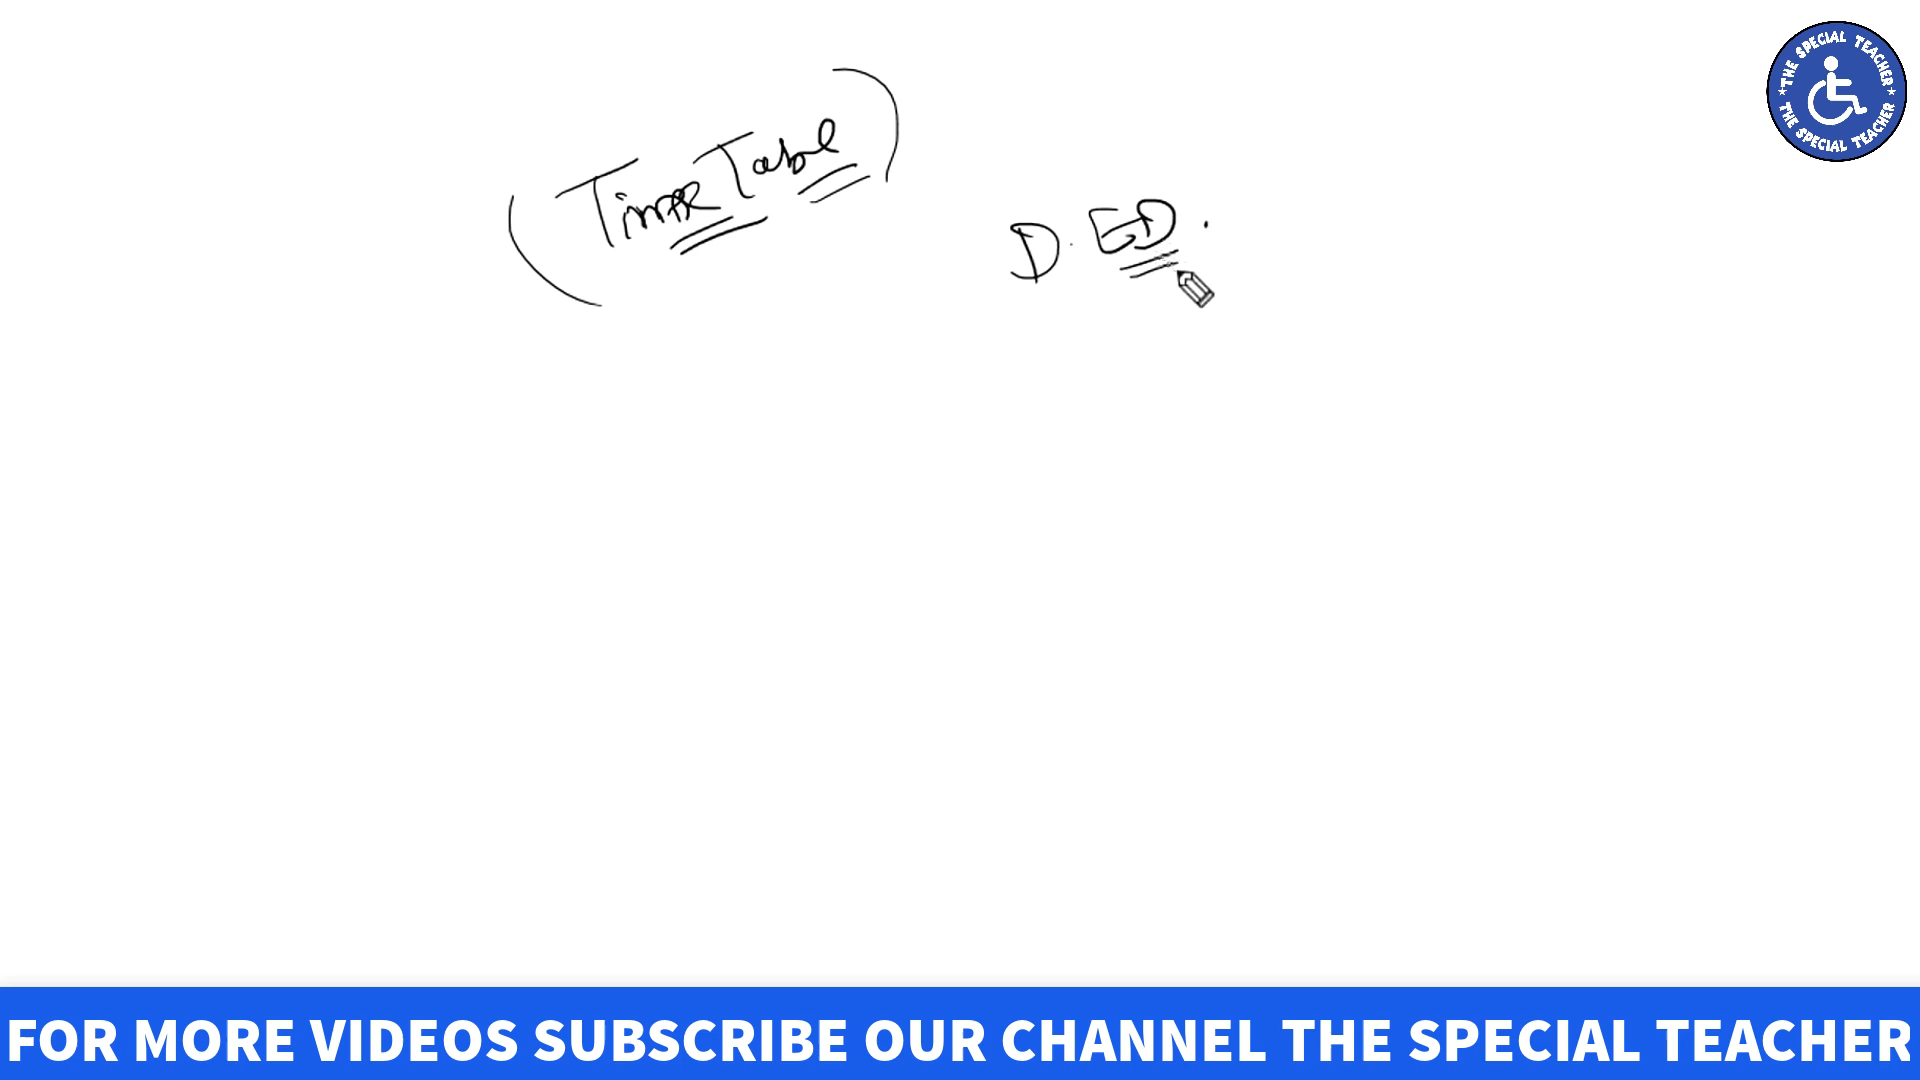 Time Table
D. ED.
THE SPECIAL TEACHER
THE SPECIAL TEACHER
FOR MORE VIDEOS SUBSCRIBE OUR CHANNEL THE SPECIAL TEACHER